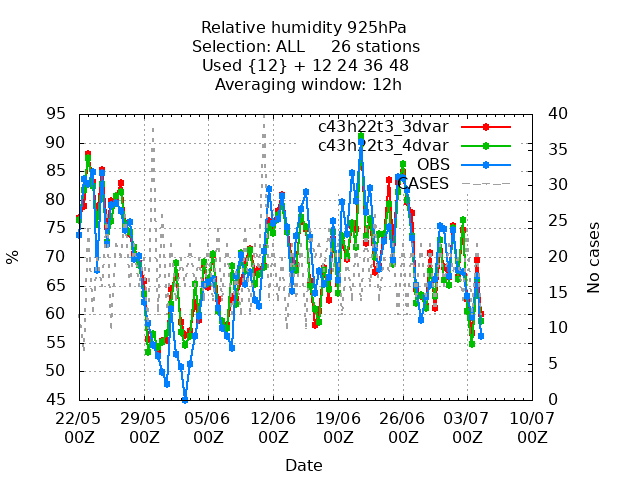 Relative humidity 925hPa
Selection: ALL 26 stations
Used {12} + 12 24 36 48
Averaging window: 12h
95 40
c43h22t3_3dvar
90 35
c43h22t3_4dvar
85 OBS 30
CASES
80 25
75
70 20
% No cases
65 15
60
55 10
50 5
45 0
22/05 29/05 05/06 12/06 19/06 26/06 03/07 10/07
00Z 00Z 00Z 00Z 00Z 00Z 00Z 00Z
Date